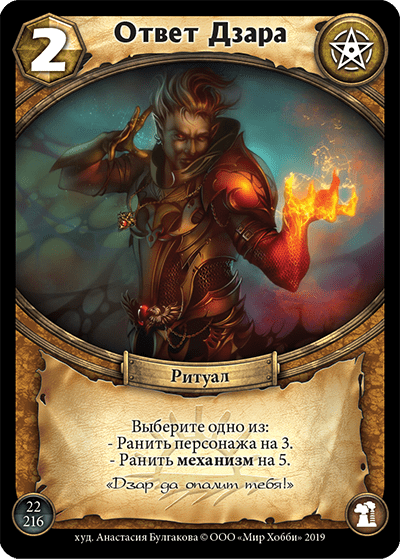 2
Ответ Дзара
Ритуал
Выберите одно из:
- Ранить персонажа на 3.
- Ранить механизм на 5.
«Дзар да опалит тебя!»
22
216
худ. Анастасия Булгакова © ООО «Мир Хобби» 2019